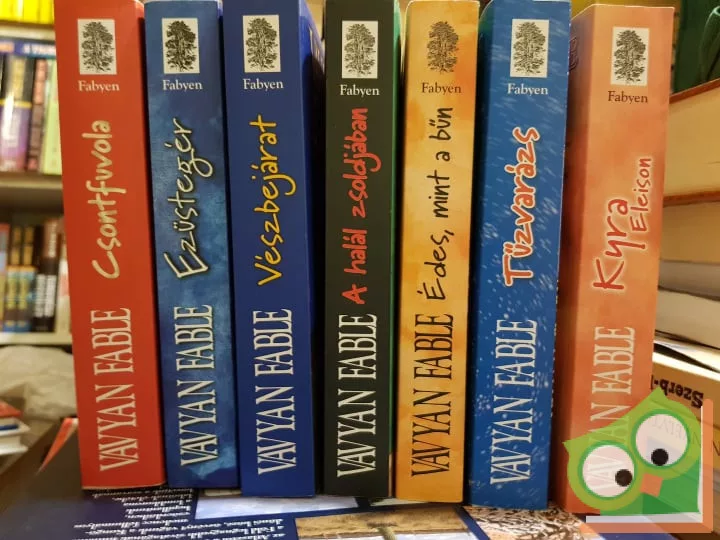 Fabyen
Csontfuvola
VAVYAN FABLE
Fabyen
Ezüstegér
VAVYAN FABLE
Fabyen
Vészbejárat
VAVYAN FABLE
Fabyen
A halál zsoldjában
VAVYAN FABLE
Fabyen
Édes, mint a bűn
VAVYAN FABLE
Fabyen
Tűzvarázs
VAVYAN FABLE
Fabyen
Kyra
Eleison
VAVYAN FABLE
Szerb-